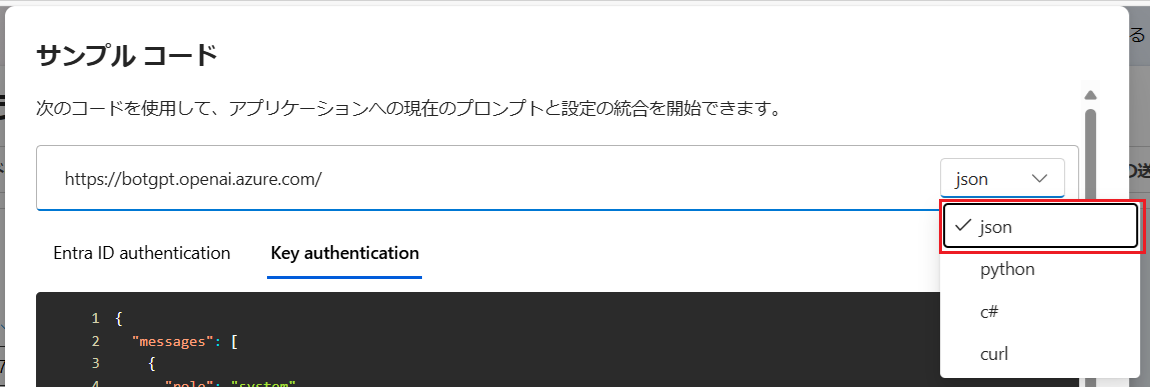 サンプル コード
次のコードを使用して、アプリケーションへの現在のプロンプトと設定の統合を開始できます。
https://botgpt.openai.azure.com/
json
json
python
c#
curl
Entra ID authentication
Key authentication
1 {
2 "messages": [
3 {
4 "role": "system"
る
の送